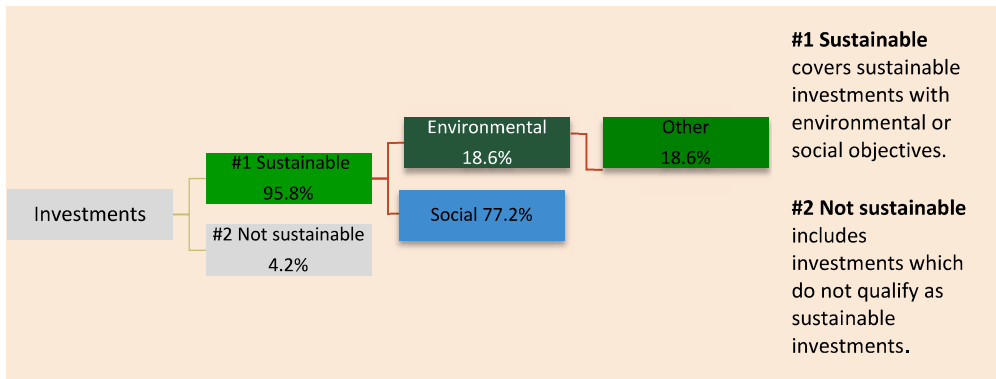 Investments
#1 Sustainable
95.8%
#2 Not sustainable
4.2%
Environmental
18.6%
Social 77.2%
Other
18.6%
#1 Sustainable
covers sustainable
investments with
environmental or
social objectives.
#2 Not sustainable
includes
investments which
do not qualify as
sustainable
investments.